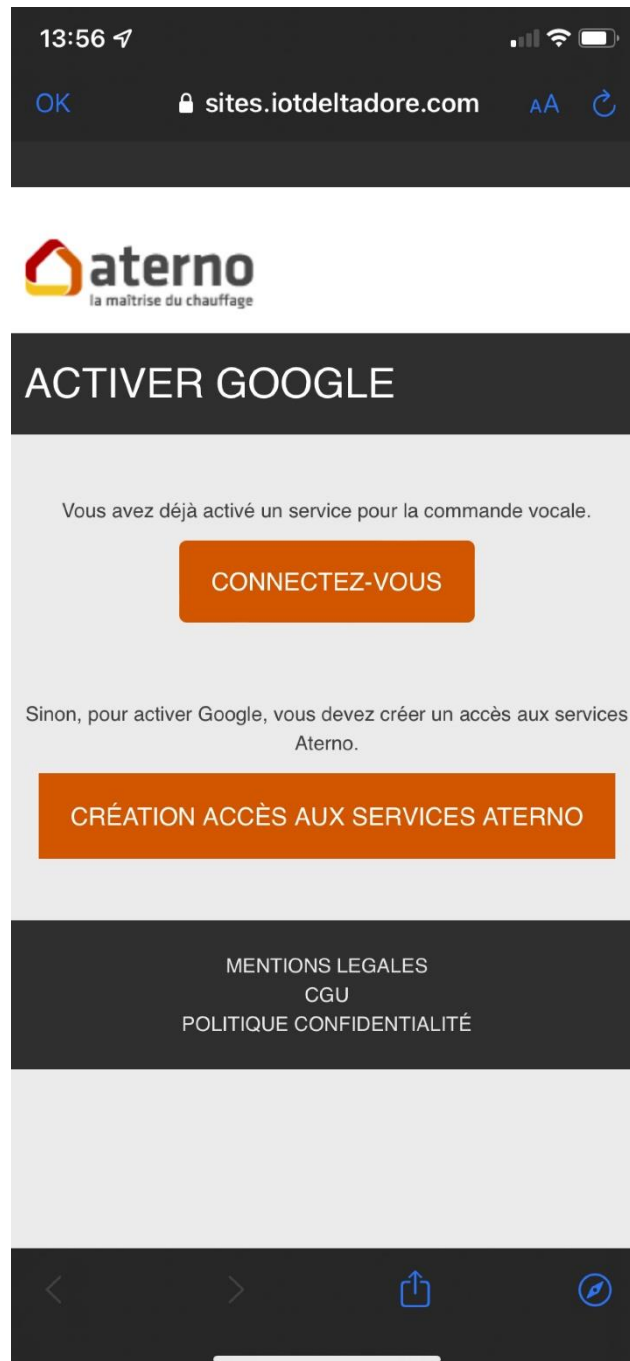 13:56
OK sites.iotdeltadore.com AA
aterno
la maîtrise du chauffage
ACTIVER GOOGLE
Vous avez déjà activé un service pour la commande vocale.
CONNECTEZ-VOUS
Sinon, pour activer Google, vous devez créer un accès aux services
Aterno.
CRÉATION ACCÈS AUX SERVICES ATERNO
MENTIONS LEGALES
CGU
POLITIQUE CONFIDENTIALITÉ